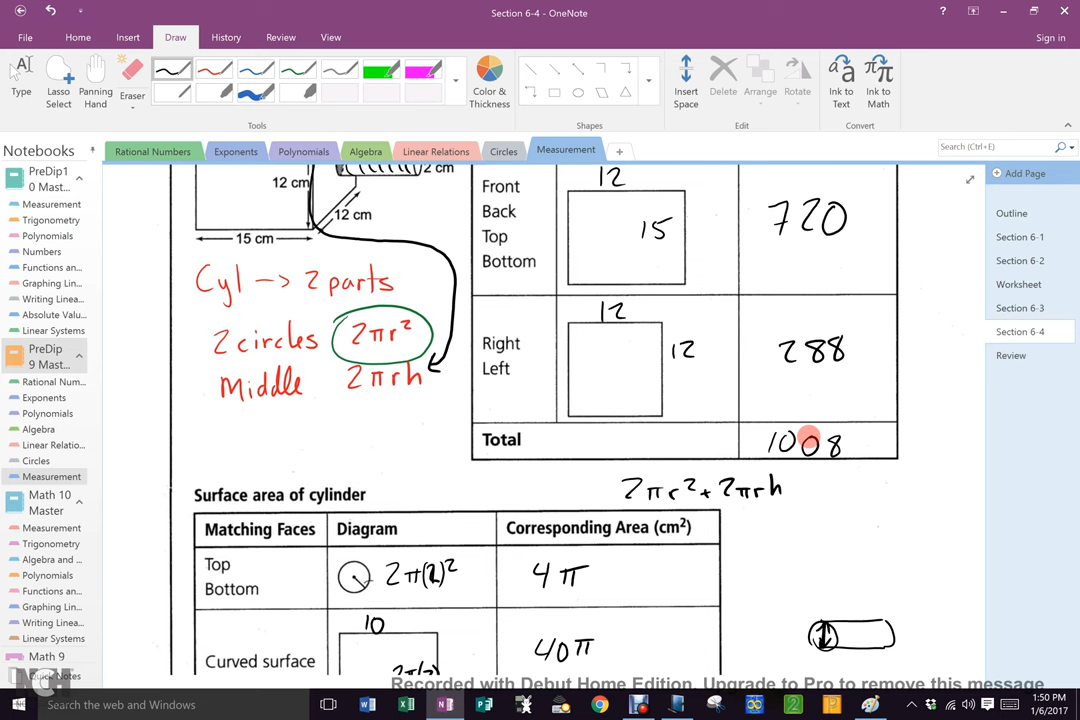 Section 6-4 - OneNote
?
File Home Insert Draw History Review View
Sign in
Type
Lasso Select
Panning Hand
Eraser
Color & Thickness
Insert Space
Delete
Arrange
Rotate
Ink to Text
Ink to Math
Tools
Shapes
Edit
Convert
Notebooks
Rational Numbers Exponents Polynomials Algebra Linear Relations Circles Measurement
Search (Ctrl+E)
PreDip1 0 Mast...
Measurement
Trigonometry
Polynomials
Numbers
Functions an...
Graphing Lin...
Writing Linea...
Absolute Valu...
Linear Systems
PreDip 9 Mast...
Rational Num...
Exponents
Polynomials
Algebra
Linear Relatio...
Circles
Measurement
Math 10 Master
Measurement
Trigonometry
Algebra and ...
Polynomials
Functions an...
Graphing Lin...
Writing Linea...
Linear Systems
Math 9
Quick Notes
NCH
12 cm
2 cm
12 cm
15 cm
Cyl -> 2 parts
2 circles 2πr²
Middle 2πrh
Front
Back
Top
Bottom
12
15
720
Right
Left
12
12
288
Total 1008
2πr²+2πrh
Surface area of cylinder
Matching Faces Diagram Corresponding Area (cm²)
Top
Bottom
4π
Curved surface
10
40π
Add Page
Outline
Section 6-1
Section 6-2
Worksheet
Section 6-3
Section 6-4
Review
Recorded with Debut Home Edition. Upgrade to Pro to remove this message
Search the web and Windows
1:50 PM
1/6/2017